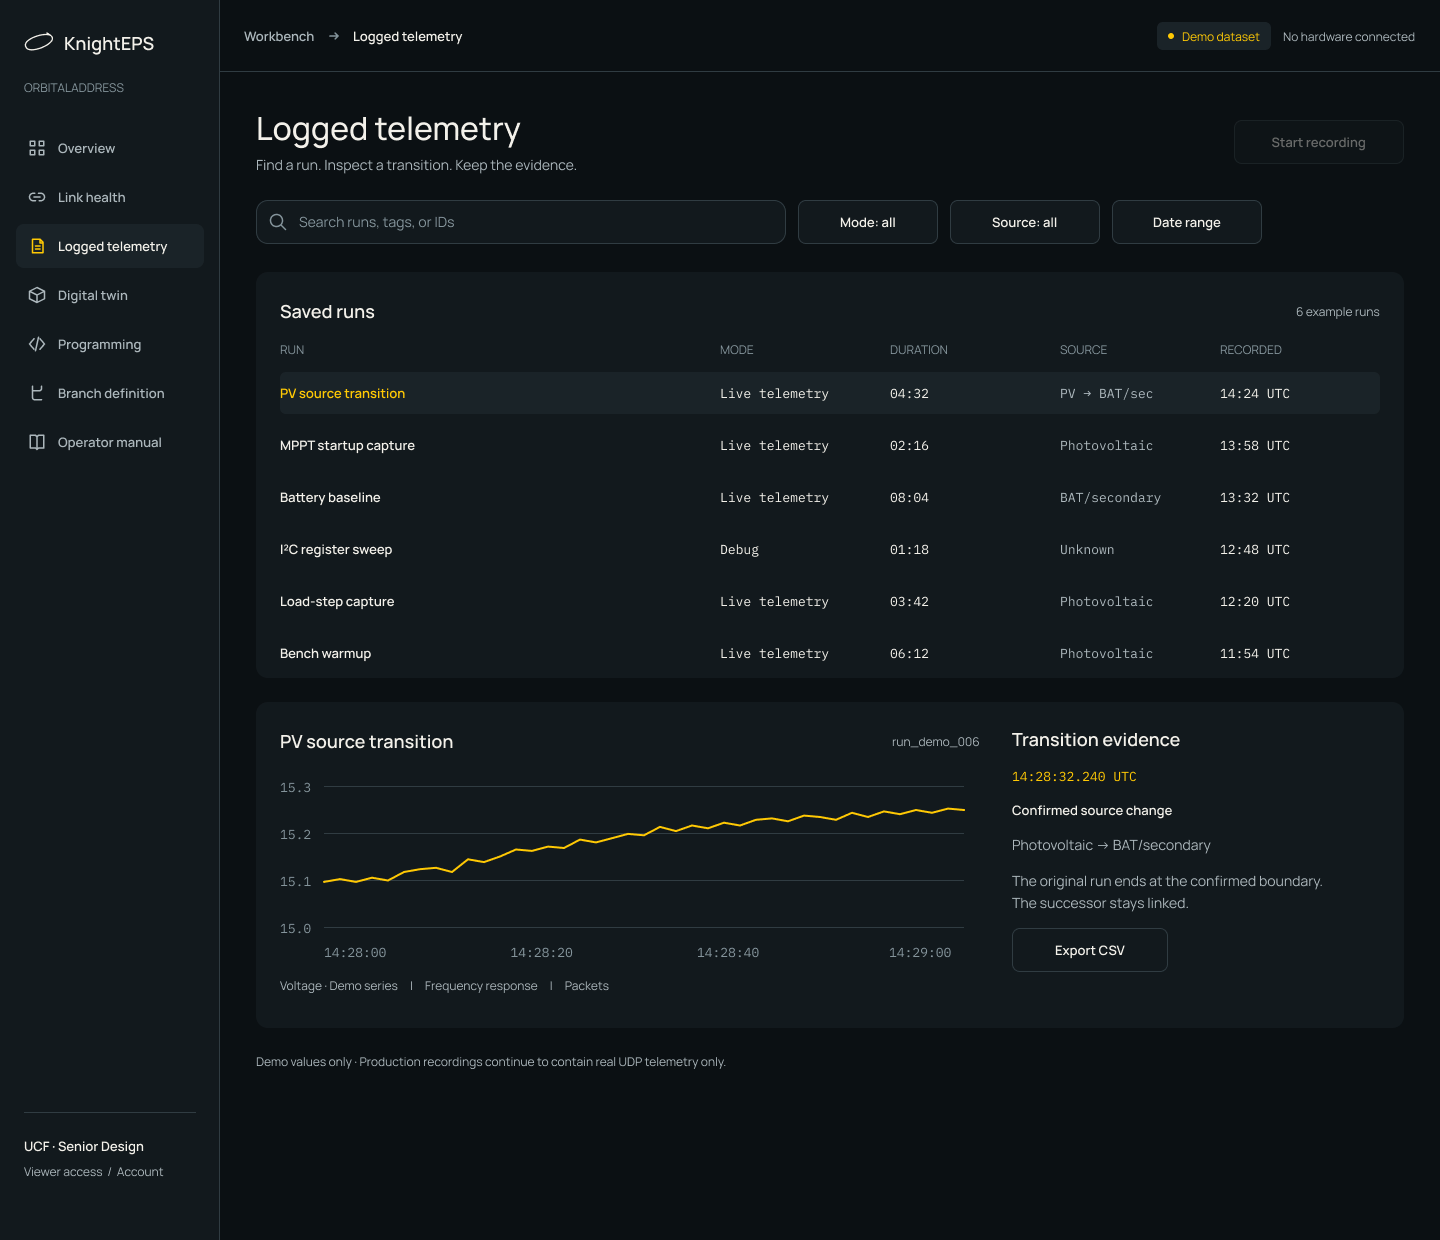 KnightEPS
ORBITALADDRESS
Overview
Link health
Logged telemetry
Digital twin
Programming
Branch definition
Operator manual
UCF · Senior Design
Viewer access / Account
Workbench → Logged telemetry
Demo dataset
No hardware connected
Logged telemetry
Find a run. Inspect a transition. Keep the evidence.
Start recording
Search runs, tags, or IDs
Mode: all
Source: all
Date range
Saved runs
6 example runs
RUN MODE DURATION SOURCE RECORDED
PV source transition Live telemetry 04:32 PV → BAT/sec 14:24 UTC
MPPT startup capture Live telemetry 02:16 Photovoltaic 13:58 UTC
Battery baseline Live telemetry 08:04 BAT/secondary 13:32 UTC
I²C register sweep Debug 01:18 Unknown 12:48 UTC
Load-step capture Live telemetry 03:42 Photovoltaic 12:20 UTC
Bench warmup Live telemetry 06:12 Photovoltaic 11:54 UTC
PV source transition
run_demo_006
15.3
15.2
15.1
15.0
14:28:00 14:28:20 14:28:40 14:29:00
Voltage · Demo series | Frequency response | Packets
Transition evidence
14:28:32.240 UTC
Confirmed source change
Photovoltaic → BAT/secondary
The original run ends at the confirmed boundary.
The successor stays linked.
Export CSV
Demo values only · Production recordings continue to contain real UDP telemetry only.